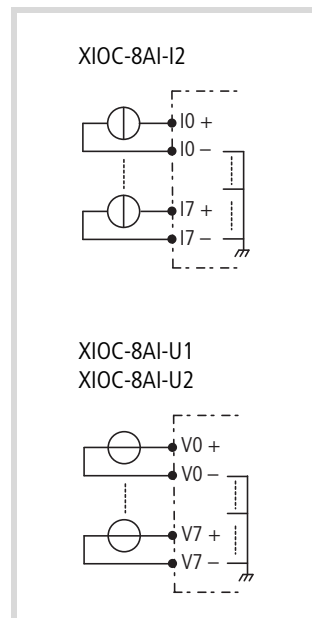 XIOC-8AI-I2
I0 +
I0 –
I7 +
I7 –
XIOC-8AI-U1
XIOC-8AI-U2
V0 +
V0 –
V7 +
V7 –